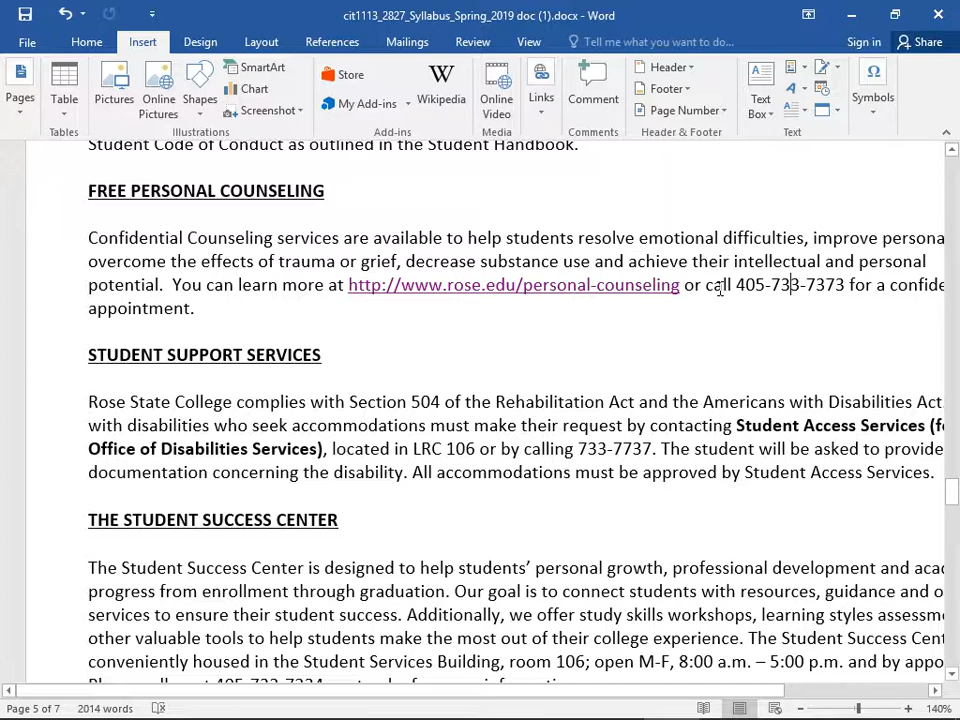 cit1113_2827_Syllabus_Spring_2019 doc (1).docx - Word
File Home Insert Design Layout References Mailings Review View Tell me what you want to do... Sign in Share
Pages Table Pictures Online Pictures Shapes SmartArt Chart Screenshot Store My Add-ins Wikipedia Online Video Links Comment Header Footer Page Number Text Box Symbols
Tables Illustrations Add-ins Media Comments Header & Footer Text
Student Code of Conduct as outlined in the Student Handbook.
FREE PERSONAL COUNSELING
Confidential Counseling services are available to help students resolve emotional difficulties, improve persona
overcome the effects of trauma or grief, decrease substance use and achieve their intellectual and personal
potential. You can learn more at http://www.rose.edu/personal-counseling or call 405-733-7373 for a confide
appointment.
STUDENT SUPPORT SERVICES
Rose State College complies with Section 504 of the Rehabilitation Act and the Americans with Disabilities Act.
with disabilities who seek accommodations must make their request by contacting Student Access Services (fo
Office of Disabilities Services), located in LRC 106 or by calling 733-7737. The student will be asked to provide
documentation concerning the disability. All accommodations must be approved by Student Access Services.
THE STUDENT SUCCESS CENTER
The Student Success Center is designed to help students' personal growth, professional development and aca
progress from enrollment through graduation. Our goal is to connect students with resources, guidance and o
services to ensure their student success. Additionally, we offer study skills workshops, learning styles assessm
other valuable tools to help students make the most out of their college experience. The Student Success Cent
conveniently housed in the Student Services Building, room 106; open M-F, 8:00 a.m. – 5:00 p.m. and by appo
Page 5 of 7 2014 words 140%